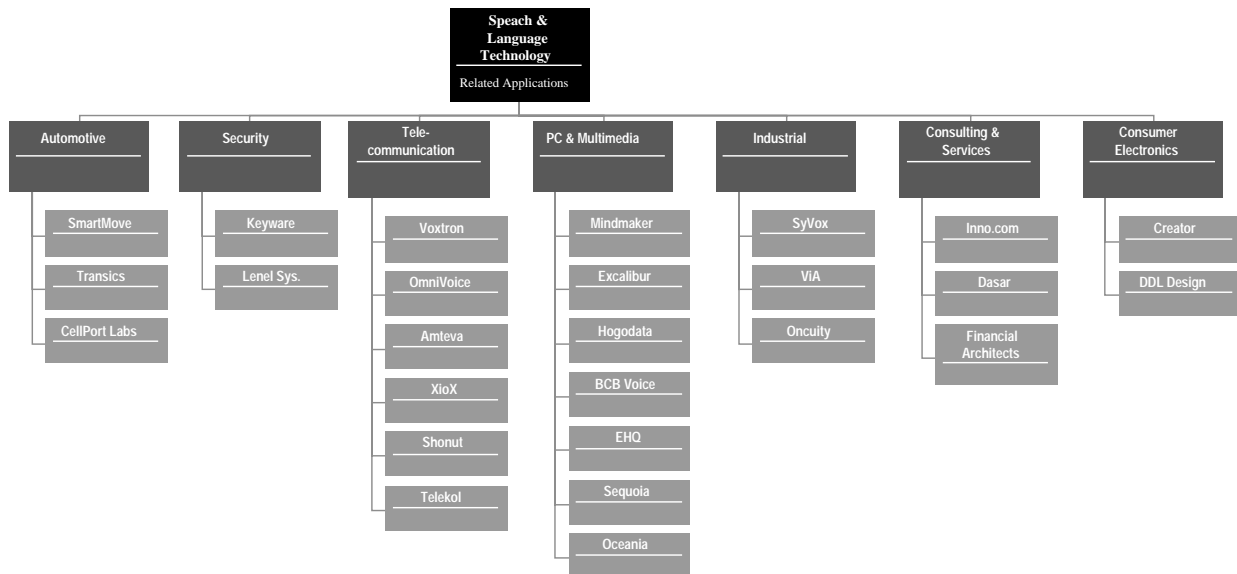 Speach &
Language
Technology
Related Applications
Automotive
SmartMove
Transics
CellPort Labs
Security
Keyware
Lenel Sys.
Tele-
communication
Voxtron
OmniVoice
Amteva
XioX
Shonut
Telekol
PC & Multimedia
Mindmaker
Excalibur
Hogodata
BCB Voice
EHQ
Sequoia
Oceania
Industrial
SyVox
ViA
Oncuity
Consulting &
Services
Inno.com
Dasar
Financial
Architects
Consumer
Electronics
Creator
DDL Design